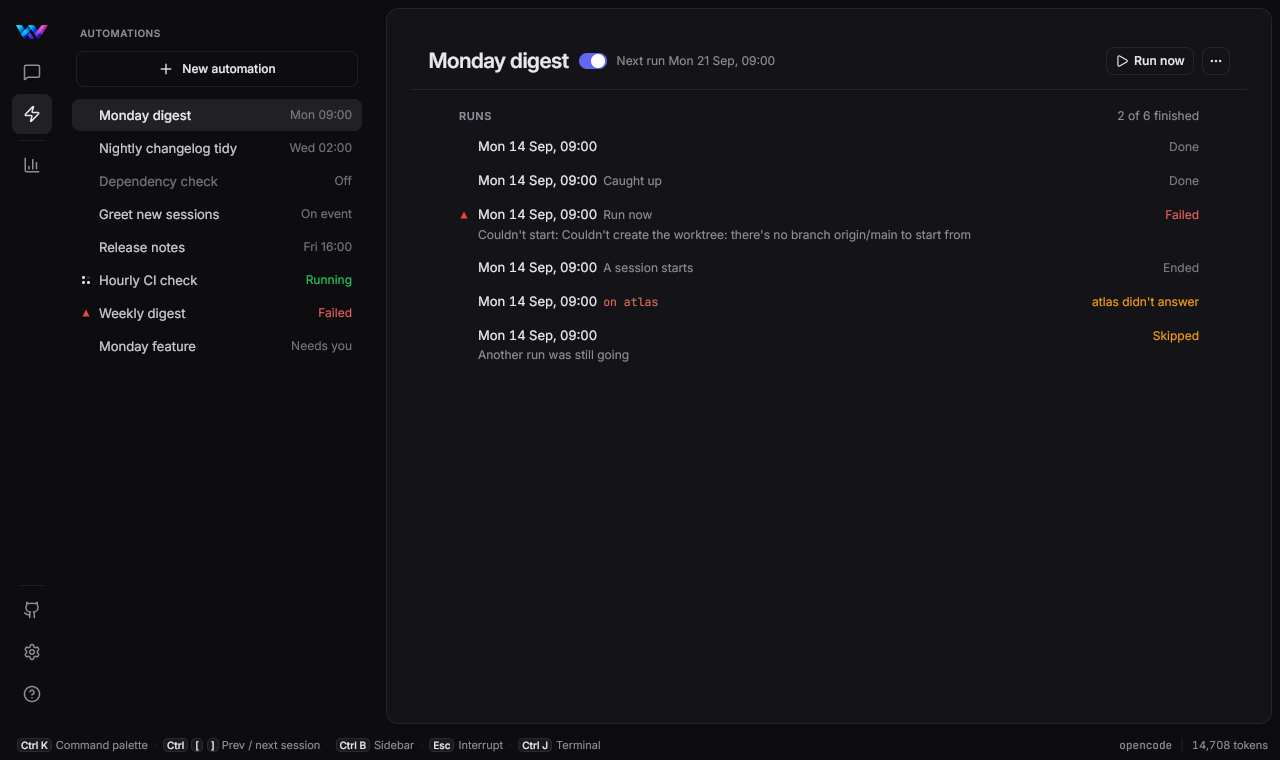 AUTOMATIONS
New automation
Monday digest Mon 09:00
Nightly changelog tidy Wed 02:00
Dependency check Off
Greet new sessions On event
Release notes Fri 16:00
Hourly CI check Running
Weekly digest Failed
Monday feature Needs you
Monday digest Next run Mon 21 Sep, 09:00 Run now
RUNS 2 of 6 finished
Mon 14 Sep, 09:00 Done
Mon 14 Sep, 09:00 Caught up Done
Mon 14 Sep, 09:00 Run now Failed
Couldn't start: Couldn't create the worktree: there's no branch origin/main to start from
Mon 14 Sep, 09:00 A session starts Ended
Mon 14 Sep, 09:00 on atlas atlas didn't answer
Mon 14 Sep, 09:00 Skipped
Another run was still going
Ctrl K Command palette · Ctrl [ ] Prev / next session · Ctrl B Sidebar · Esc Interrupt · Ctrl J Terminal opencode 14,708 tokens